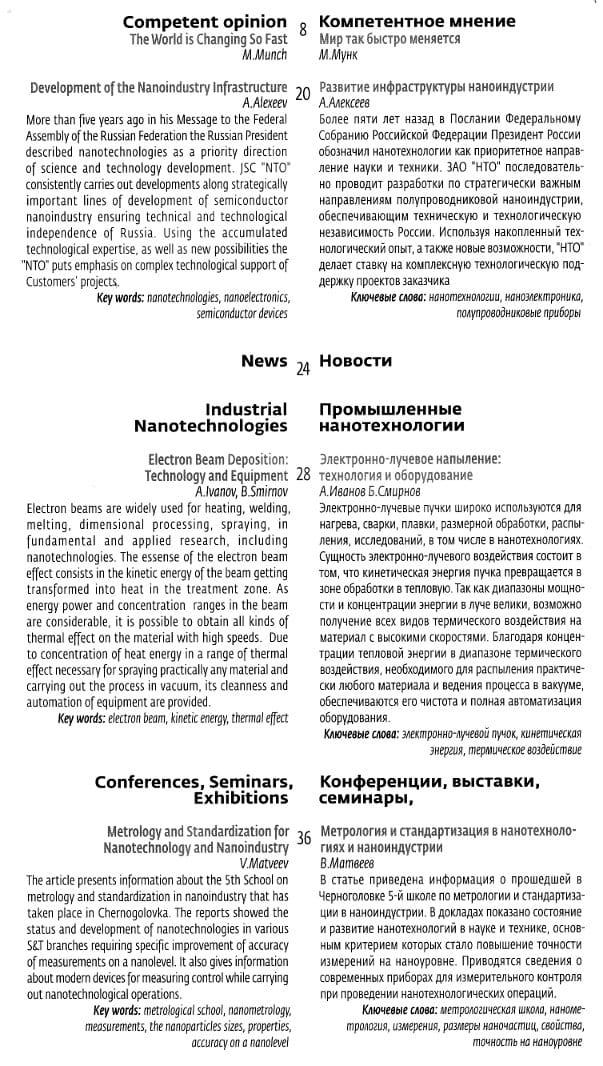 Competent opinion
The World is Changing So Fast
M.Munch
8
Компетентное мнение
Мир так быстро меняется
М.Мунк
Development of the Nanoindustry Infrastructure
A.Alexeev
More than five years ago in his Message to the Federal
Assembly of the Russian Federation the Russian President
described nanotechnologies as a priority direction
of science and technology development. JSC "NTO"
consistently carries out developments along strategically
important lines of development of semiconductor
nanoindustry ensuring technical and technological
independence of Russia. Using the accumulated
technological expertise, as well as new possibilities the
"NTO" puts emphasis on complex technological support of
Customers' projects.
Key words: nanotechnologies, nanoelectronics,
semiconductor devices
20
Развитие инфраструктуры наноиндустрии
А.Алексеев
Более пяти лет назад в Послании Федеральному
Собранию Российской Федерации Президент России
обозначил нанотехнологии как приоритетное направ-
ление науки и техники. ЗАО "НТО" последователь-
но проводит разработки по стратегически важным
направлениям полупроводниковой наноиндустрии,
обеспечивающим техническую и технологическую
независимость России. Используя накопленный тех-
нологический опыт, а также новые возможности, "НТО"
делает ставку на комплексную технологическую под-
держку проектов заказчика
Ключевые слова: нанотехнологии, наноэлектроника,
полупроводниковые приборы
News
24
Новости
Industrial
Nanotechnologies
Промышленные
нанотехнологии
Electron Beam Deposition:
Technology and Equipment
A.Ivanov, B.Smirnov
Electron beams are widely used for heating, welding,
melting, dimensional processing, spraying, in
fundamental and applied research, including
nanotechnologies. The essense of the electron beam
effect consists in the kinetic energy of the beam getting
transformed into heat in the treatment zone. As
energy power and concentration ranges in the beam
are considerable, it is possible to obtain all kinds of
thermal effect on the material with high speeds. Due
to concentration of heat energy in a range of thermal
effect necessary for spraying practically any material and
carrying out the process in vacuum, its cleanness and
automation of equipment are provided.
Key words: electron beam, kinetic energy, thermal effect
28
Электронно-лучевое напыление:
технология и оборудование
А.Иванов Б.Смирнов
Электронно-лучевые пучки широко используются для
нагрева, сварки, плавки, размерной обработки, распы-
ления, исследований, в том числе в нанотехнологиях.
Сущность электронно-лучевого воздействия состоит в
том, что кинетическая энергия пучка превращается в
зоне обработки в тепловую. Так как диапазоны мощно-
сти и концентрации энергии в луче велики, возможно
получение всех видов термического воздействия на
материал с высокими скоростями. Благодаря концен-
трации тепловой энергии в диапазоне термического
воздействия, необходимого для распыления практиче-
ски любого материала и ведения процесса в вакууме,
обеспечиваются его чистота и полная автоматизация
оборудования.
Ключевые слова: электронно-лучевой пучок, кинетическая
энергия, термическое воздействие
Conferences, Seminars,
Exhibitions
Конференции, выставки,
семинары,
Metrology and Standardization for
Nanotechnology and Nanoindustry
V.Matveev
The article presents information about the 5th School on
metrology and standardization in nanoindustry that has
taken place in Chernogolovka. The reports showed the
status and development of nanotechnologies in various
S&T branches requiring specific improvement of accuracy
of measurements on a nanolevel. It also gives information
about modern devices for measuring control while carrying
out nanotechnological operations.
Key words: metrological school, nanometrology,
measurements, the nanoparticles sizes, properties,
accuracy on a nanolevel
36
Метрология и стандартизация в нанотехноло-
гиях и наноиндустрии
В.Матвеев
В статье приведена информация о прошедшей в
Черноголовке 5-й школе по метрологии и стандартиза-
ции в наноиндустрии. В докладах показано состояние
и развитие нанотехнологий в науке и технике, основ-
ным критерием которых стало повышение точности
измерений на наноуровне. Приводятся сведения о
современных приборах для измерительного контроля
при проведении нанотехнологических операций.
Ключевые слова: метрологическая школа, наноме-
трология, измерения, размеры наночастиц, свойства,
точность на наноуровне